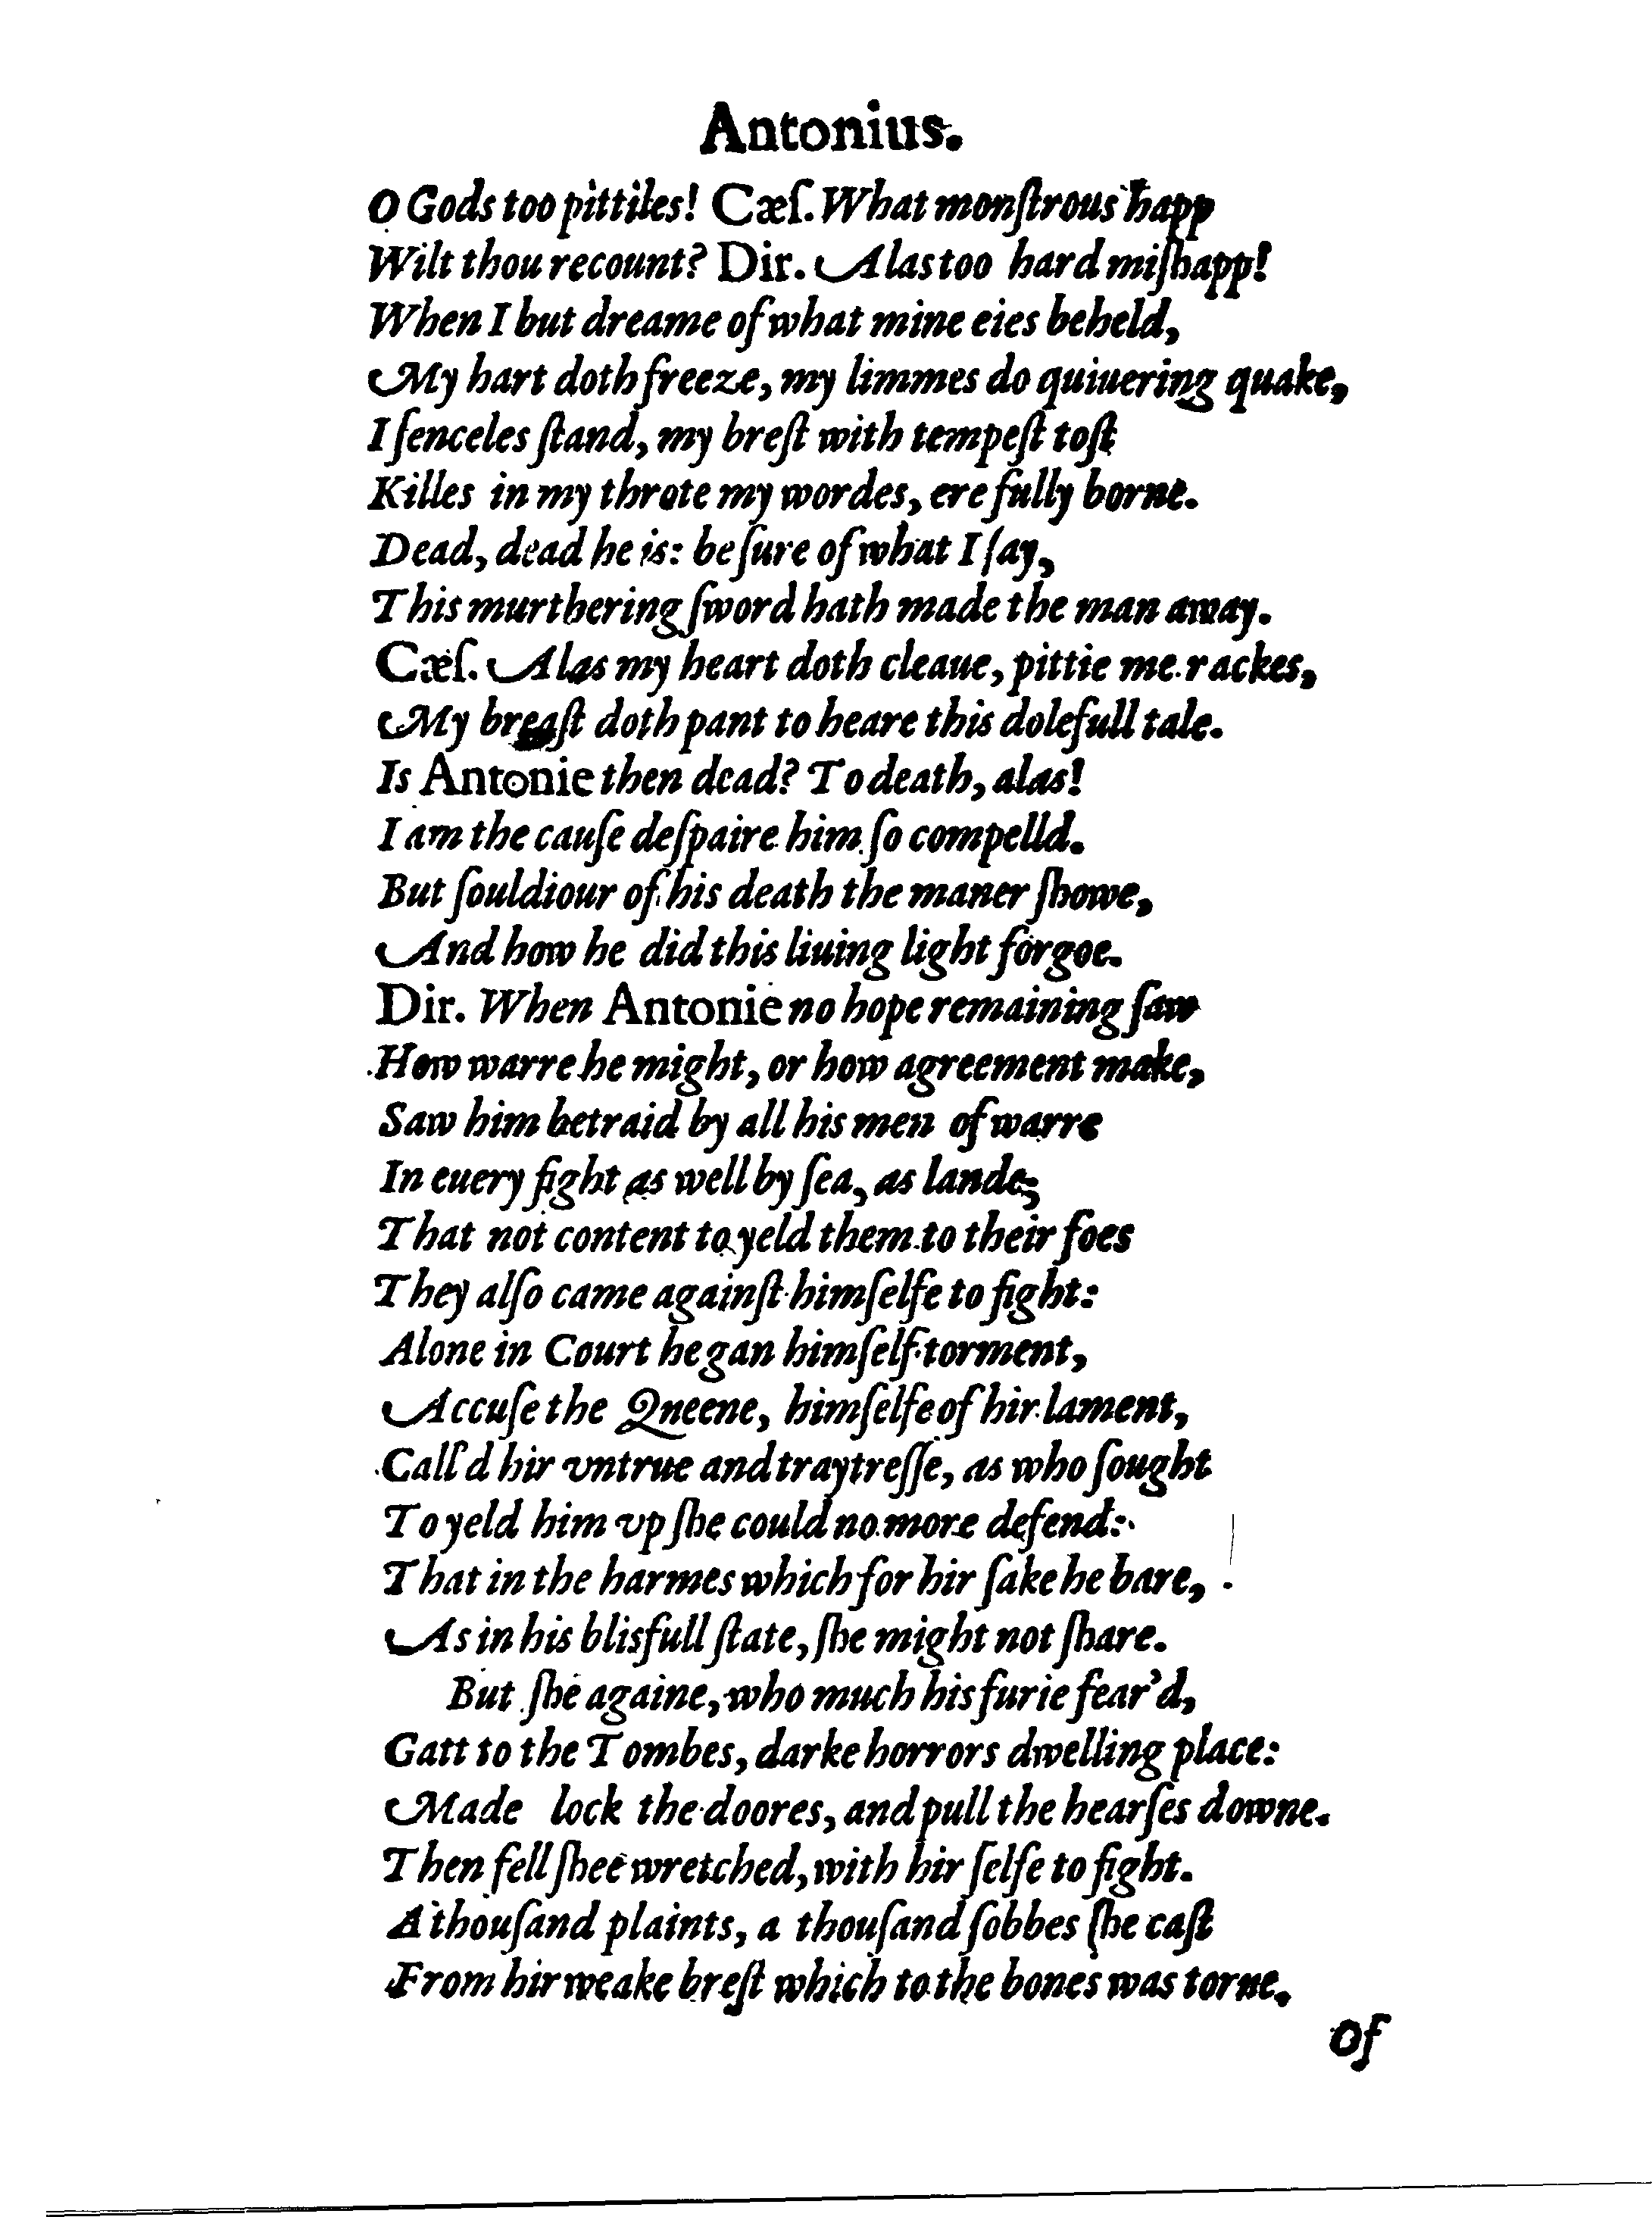 Antonius.
O Gods too pittiles! Cæſ. What monſtrous happ
Wilt thou recount? Dir. Alas too hard miſhapp!
When I but dreame of what mine eies beheld,
My hart doth freeze, my limmes do quiuering quake,
I ſenceles ſtand, my breſt with tempeſt toſt
Killes in my throte my wordes, ere fully borne.
Dead, dead he is: be ſure of what I ſay,
This murthering ſword hath made the man away.
Cæſ. Alas my heart doth cleaue, pittie me rackes,
My breaſt doth pant to heare this dolefull tale.
Is Antonie then dead? To death, alas!
I am the cauſe deſpaire him ſo compelld.
But ſouldiour of his death the maner ſhowe,
And how he did this liuing light forgoe.
Dir. When Antonie no hope remaining ſaw
How warre he might, or how agreement make,
Saw him betraid by all his men of warre
In euery fight as well by ſea, as lande;
That not content to yeld them to their foes
They alſo came againſt himſelfe to fight:
Alone in Court he gan himſelf torment,
Accuſe the Qneene, himſelfe of hir lament,
Call'd hir vntrue and traytreſſe, as who ſought
To yeld him vp ſhe could no more defend:
That in the harmes which for hir ſake he bare,
As in his blisfull ſtate, ſhe might not ſhare.
But ſhe againe, who much his furie fear'd,
Gatt to the Tombes, darke horrors dwelling place:
Made lock the doores, and pull the hearſes downe.
Then fell ſhee wretched, with hir ſelfe to fight.
A thouſand plaints, a thouſand ſobbes ſhe caſt
From hir weake breſt which to the bones was torne.
Of